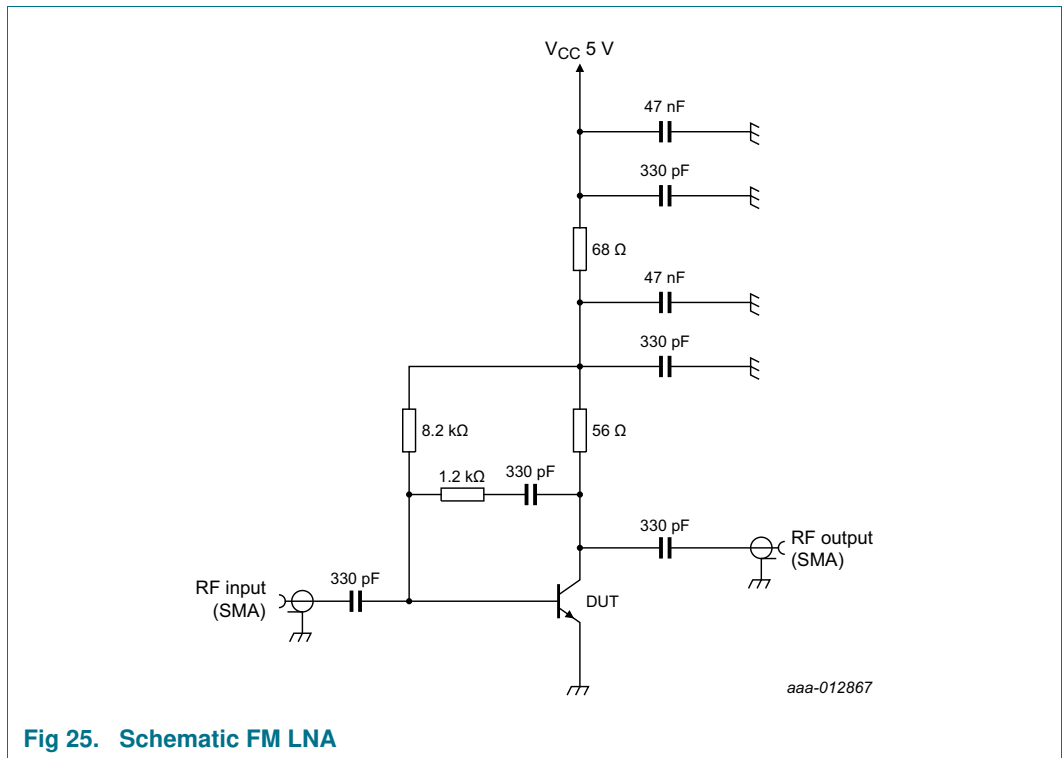 VCC 5 V
47 nF
330 pF
68 Ω
47 nF
330 pF
8.2 kΩ
56 Ω
1.2 kΩ
330 pF
330 pF
RF output
(SMA)
RF input
(SMA)
330 pF
DUT
aaa-012867
Fig 25. Schematic FM LNA